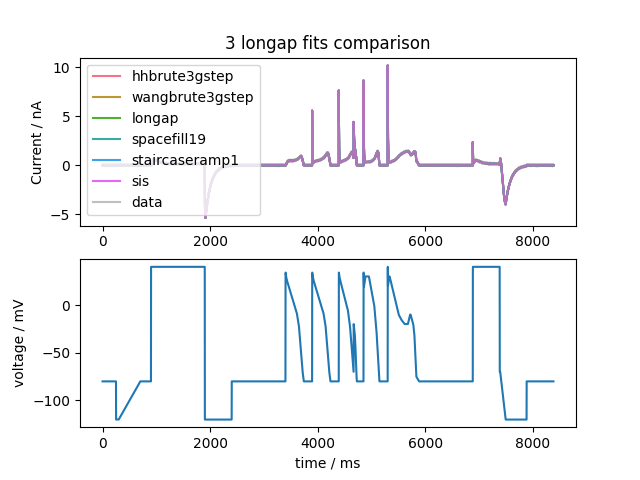 3 longap fits comparison
Current / nA
10
5
0
−5
hhbrute3gstep
wangbrute3gstep
longap
spacefill19
staircaseramp1
sis
data
0 2000 4000 6000 8000
voltage / mV
0
−50
−100
0 2000 4000 6000 8000
time / ms